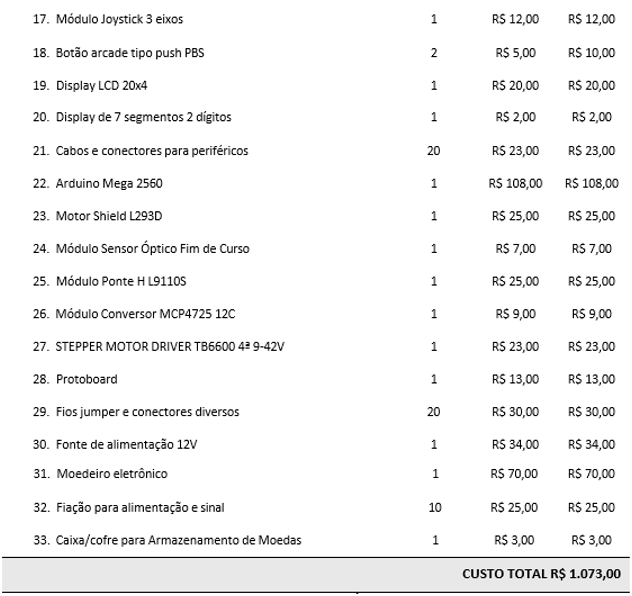 17. Módulo Joystick 3 eixos 1 R$ 12,00 R$ 12,00
18. Botão arcade tipo push PBS 2 R$ 5,00 R$ 10,00
19. Display LCD 20x4 1 R$ 20,00 R$ 20,00
20. Display de 7 segmentos 2 dígitos 1 R$ 2,00 R$ 2,00
21. Cabos e conectores para periféricos 20 R$ 23,00 R$ 23,00
22. Arduino Mega 2560 1 R$ 108,00 R$ 108,00
23. Motor Shield L293D 1 R$ 25,00 R$ 25,00
24. Módulo Sensor Óptico Fim de Curso 1 R$ 7,00 R$ 7,00
25. Módulo Ponte H L9110S 1 R$ 25,00 R$ 25,00
26. Módulo Conversor MCP4725 12C 1 R$ 9,00 R$ 9,00
27. STEPPER MOTOR DRIVER TB6600 4ª 9-42V 1 R$ 23,00 R$ 23,00
28. Protoboard 1 R$ 13,00 R$ 13,00
29. Fios jumper e conectores diversos 20 R$ 30,00 R$ 30,00
30. Fonte de alimentação 12V 1 R$ 34,00 R$ 34,00
31. Moedeiro eletrônico 1 R$ 70,00 R$ 70,00
32. Fiação para alimentação e sinal 10 R$ 25,00 R$ 25,00
33. Caixa/cofre para Armazenamento de Moedas 1 R$ 3,00 R$ 3,00
CUSTO TOTAL R$ 1.073,00